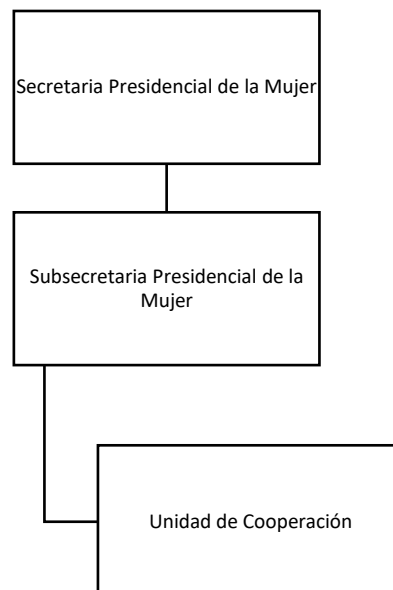 Secretaria Presidencial de la Mujer
Subsecretaria Presidencial de la
Mujer
Unidad de Cooperación